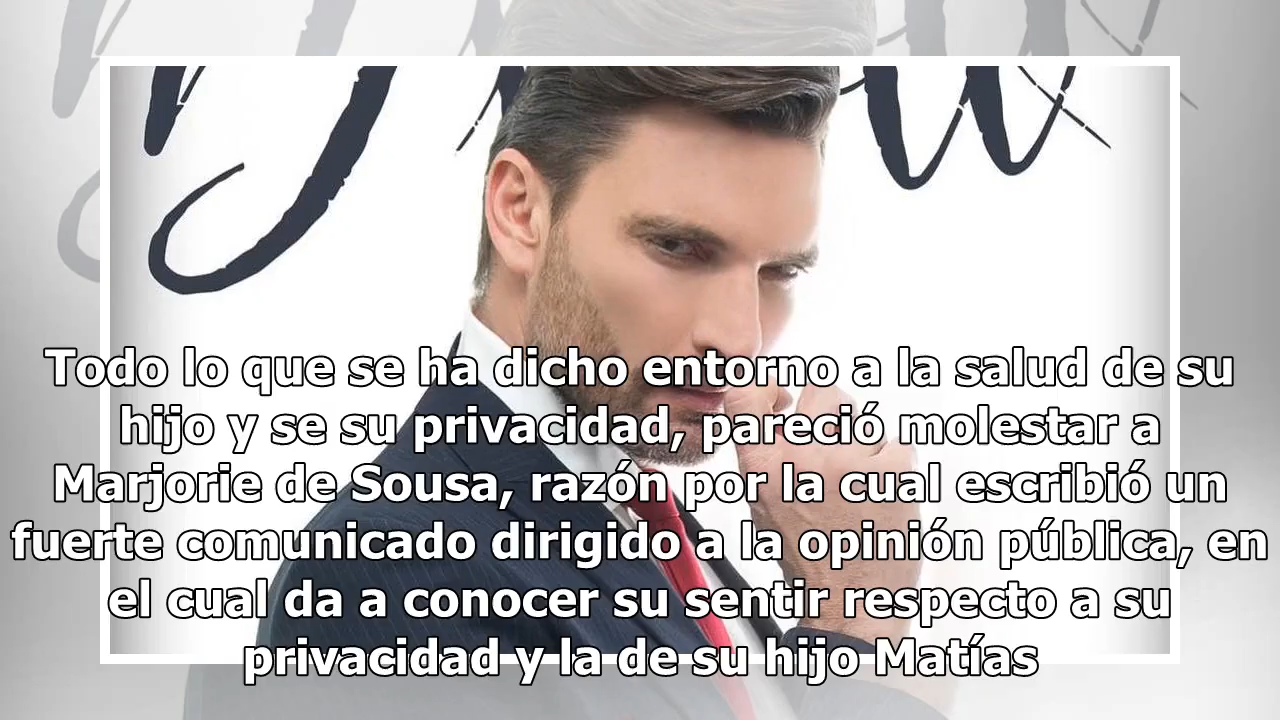 Todo lo que se ha dicho entorno a la salud de su
hijo y se su privacidad, pareció molestar a
Marjorie de Sousa, razón por la cual escribió un
fuerte comunicado dirigido a la opinión pública, en
el cual da a conocer su sentir respecto a su
privacidad y la de su hijo Matías